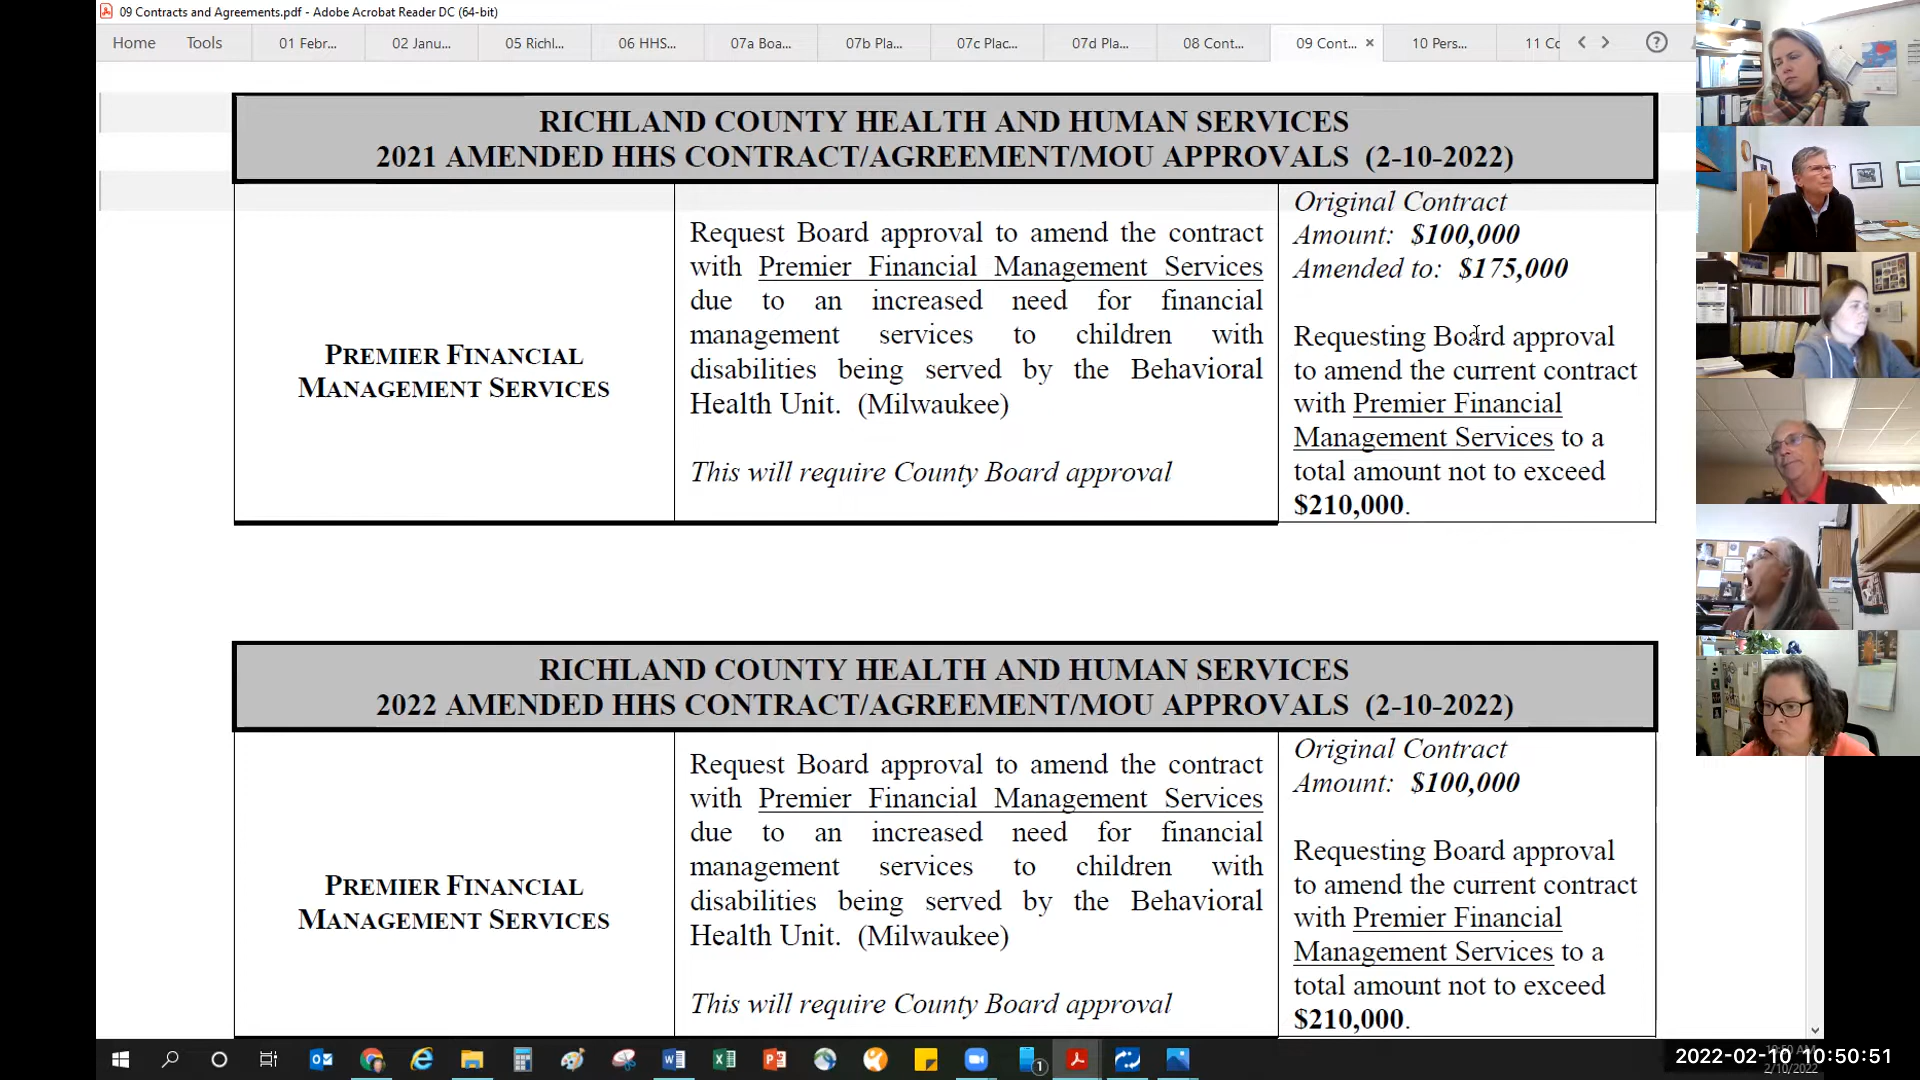 09 Contracts and Agreements.pdf - Adobe Acrobat Reader DC (64-bit)
Home Tools 01 Febr... 02 Janu... 05 Richl... 06 HHS... 07a Boa... 07b Pla... 07c Plac... 07d Pla... 08 Cont... 09 Cont... × 10 Pers... 11 Cc
RICHLAND COUNTY HEALTH AND HUMAN SERVICES
2021 AMENDED HHS CONTRACT/AGREEMENT/MOU APPROVALS (2-10-2022)
PREMIER FINANCIAL
MANAGEMENT SERVICES
Request Board approval to amend the contract
with Premier Financial Management Services
due to an increased need for financial
management services to children with
disabilities being served by the Behavioral
Health Unit. (Milwaukee)
This will require County Board approval
Original Contract
Amount: $100,000
Amended to: $175,000
Requesting Board approval
to amend the current contract
with Premier Financial
Management Services to a
total amount not to exceed
$210,000.
RICHLAND COUNTY HEALTH AND HUMAN SERVICES
2022 AMENDED HHS CONTRACT/AGREEMENT/MOU APPROVALS (2-10-2022)
PREMIER FINANCIAL
MANAGEMENT SERVICES
Request Board approval to amend the contract
with Premier Financial Management Services
due to an increased need for financial
management services to children with
disabilities being served by the Behavioral
Health Unit. (Milwaukee)
This will require County Board approval
Original Contract
Amount: $100,000
Requesting Board approval
to amend the current contract
with Premier Financial
Management Services to a
total amount not to exceed
$210,000.
2022-02-10 10:50:51
2/10/2022